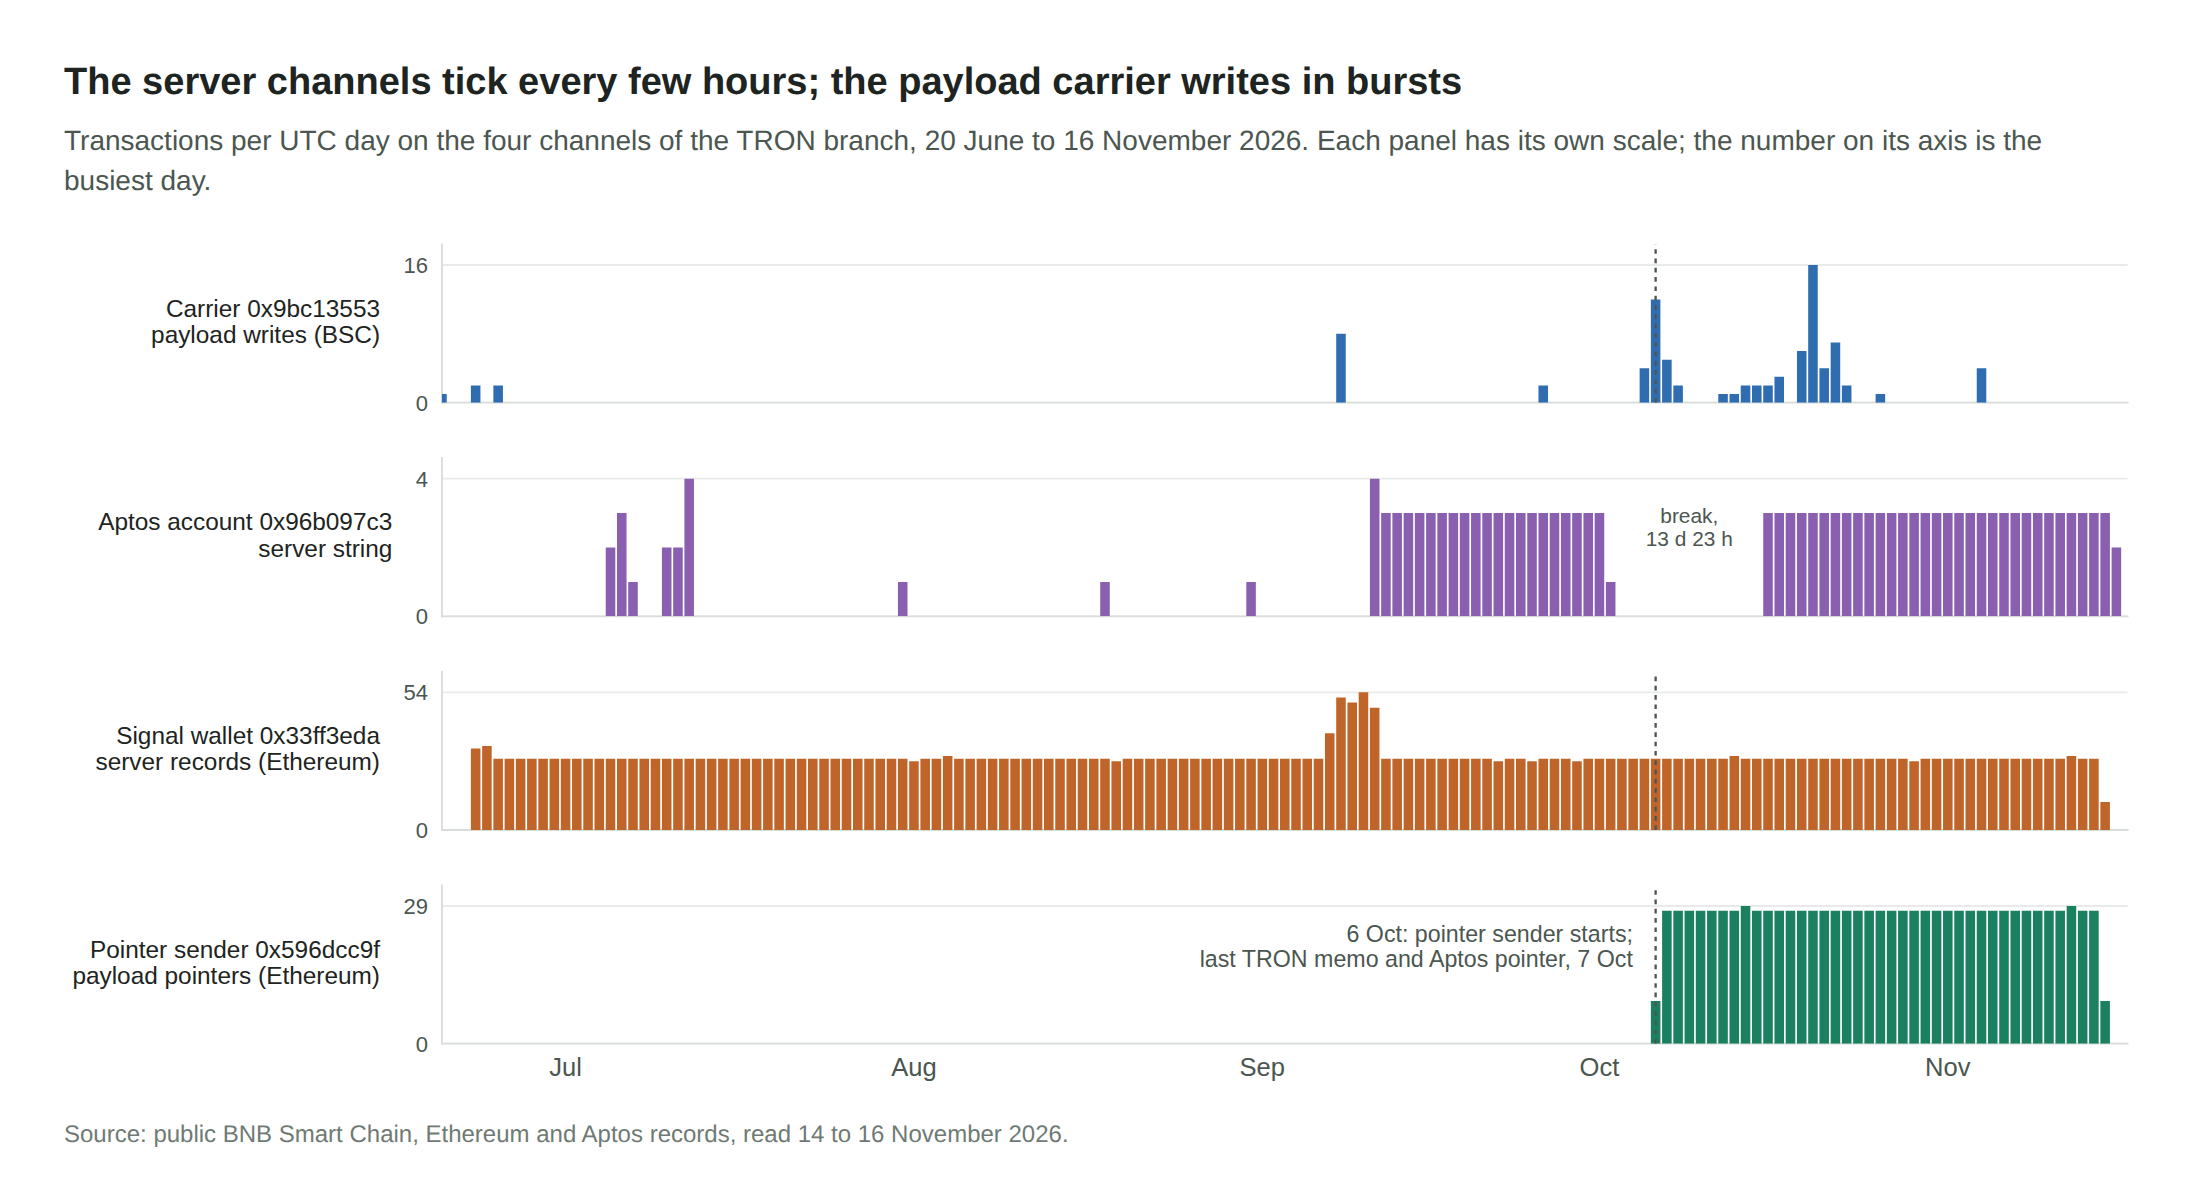 The server channels tick every few hours; the payload carrier writes in bursts
Transactions per UTC day on the four channels of the TRON branch, 20 June to 16 November 2026. Each panel has its own scale; the number on its axis is the
busiest day.
16
Carrier 0x9bc13553
payload writes (BSC)
0
4
Aptos account 0x96b097c3
server string
break,
13 d 23 h
0
54
Signal wallet 0x33ff3eda
server records (Ethereum)
0
29
Pointer sender 0x596dcc9f
payload pointers (Ethereum)
6 Oct: pointer sender starts;
last TRON memo and Aptos pointer, 7 Oct
0
Jul Aug Sep Oct Nov
Source: public BNB Smart Chain, Ethereum and Aptos records, read 14 to 16 November 2026.